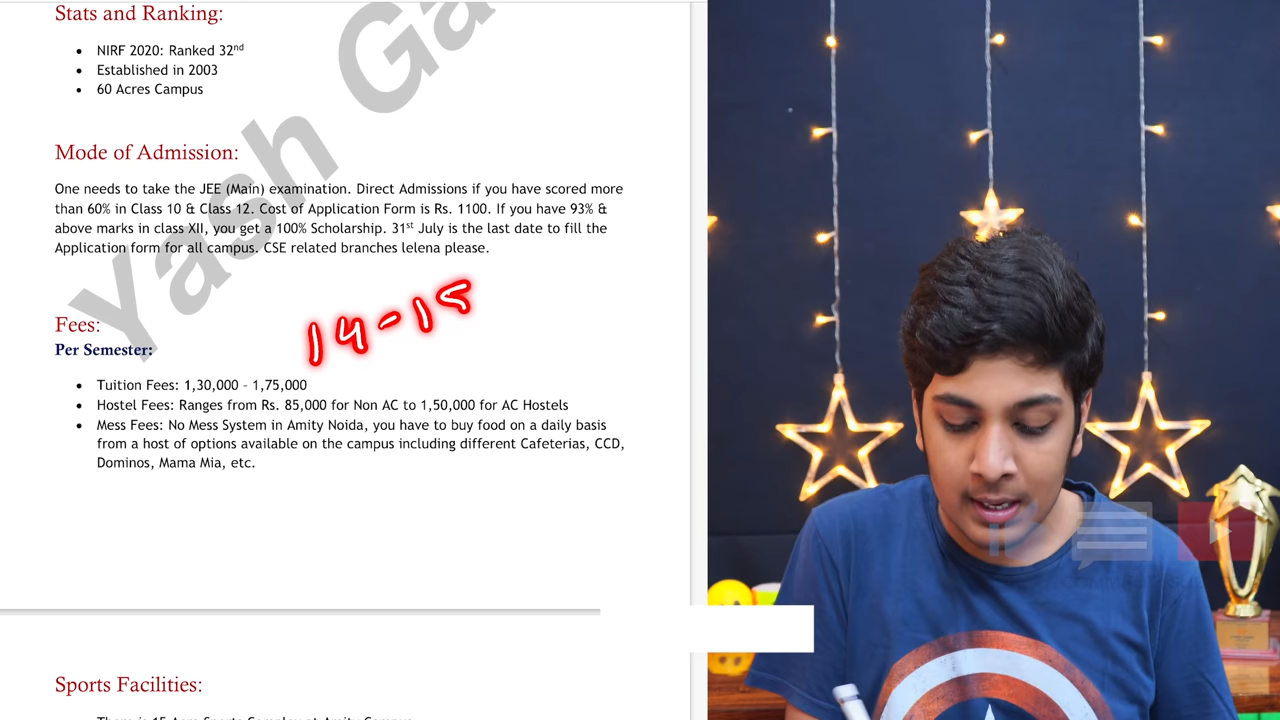 Stats and Ranking:
• NIRF 2020: Ranked 32nd
• Established in 2003
• 60 Acres Campus
Mode of Admission:
One needs to take the JEE (Main) examination. Direct Admissions if you have scored more
than 60% in Class 10 & Class 12. Cost of Application Form is Rs. 1100. If you have 93% &
above marks in class XII, you get a 100% Scholarship. 31st July is the last date to fill the
Application form for all campus. CSE related branches lelena please.
14-15
Fees:
Per Semester:
• Tuition Fees: 1,30,000 - 1,75,000
• Hostel Fees: Ranges from Rs. 85,000 for Non AC to 1,50,000 for AC Hostels
• Mess Fees: No Mess System in Amity Noida, you have to buy food on a daily basis
from a host of options available on the campus including different Cafeterias, CCD,
Dominos, Mama Mia, etc.
Sports Facilities:
Yash Ga